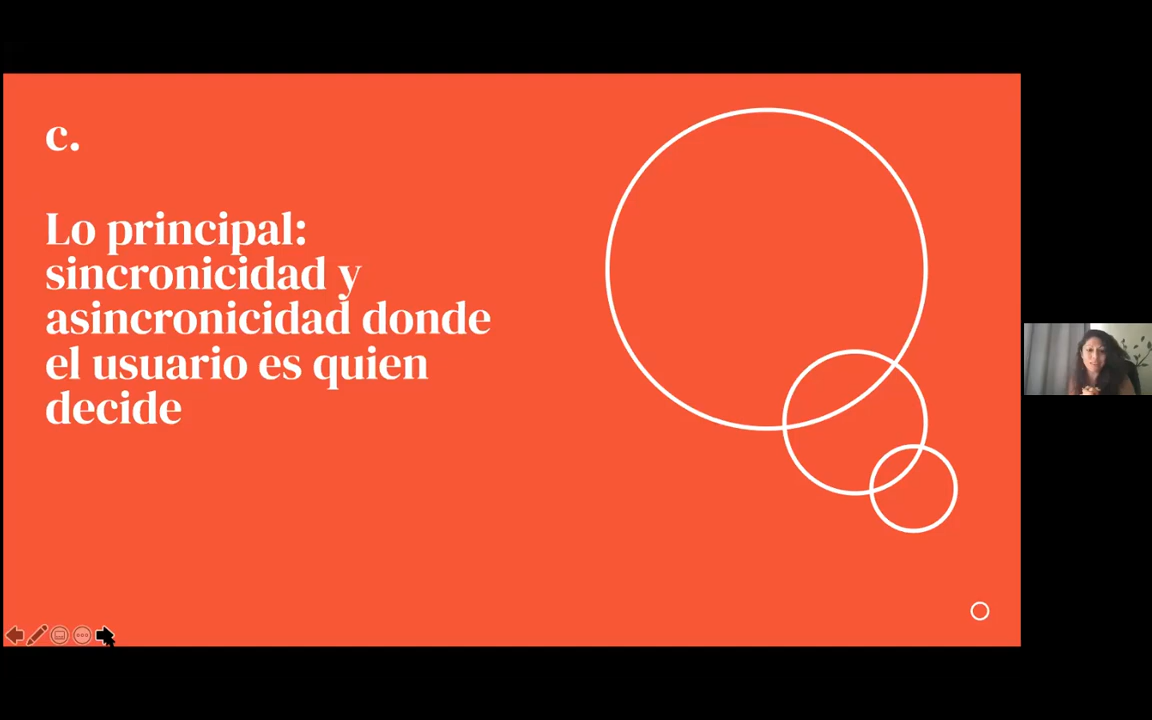 c.
Lo principal:
sincronicidad y
asincronicidad donde
el usuario es quien
decide